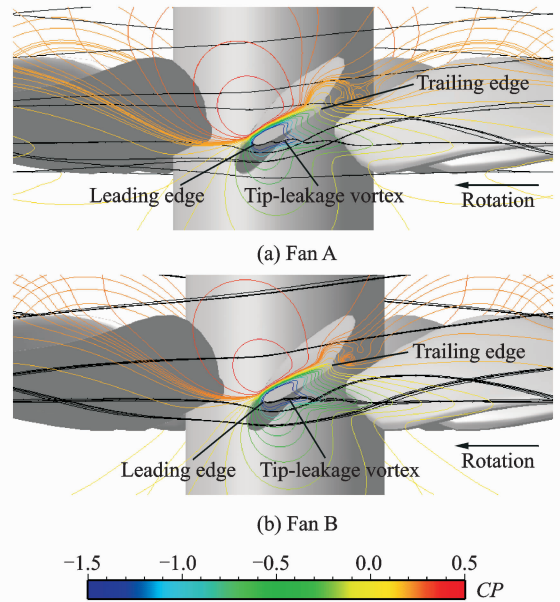 Trailing edge
Leading edge
Tip-leakage vortex
Rotation
(a) Fan A
Trailing edge
Leading edge
Tip-leakage vortex
Rotation
(b) Fan B
−1.5 −1.0 −0.5 0.0 0.5
CP